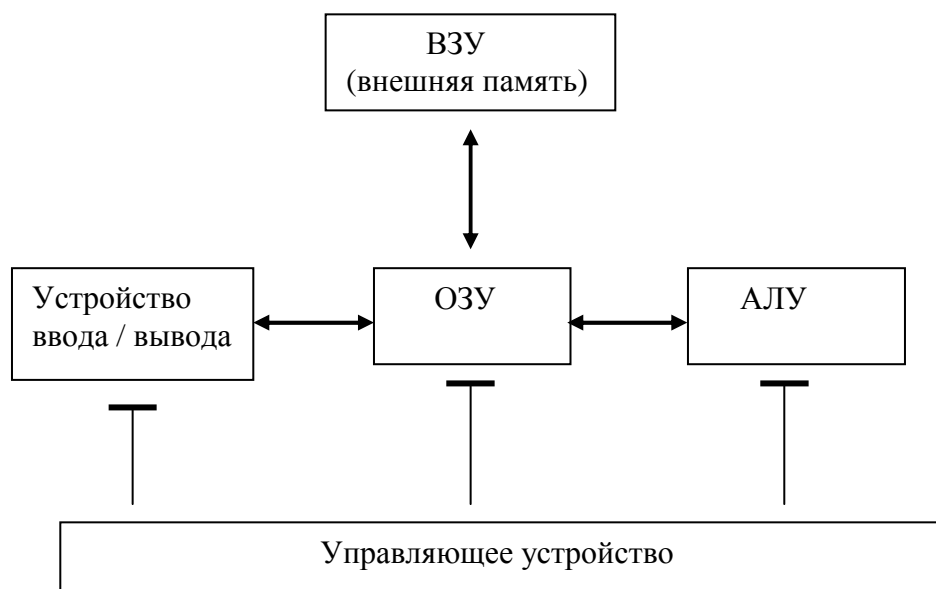 ВЗУ
(внешняя память)
Устройство
ввода / вывода
ОЗУ
АЛУ
Управляющее устройство